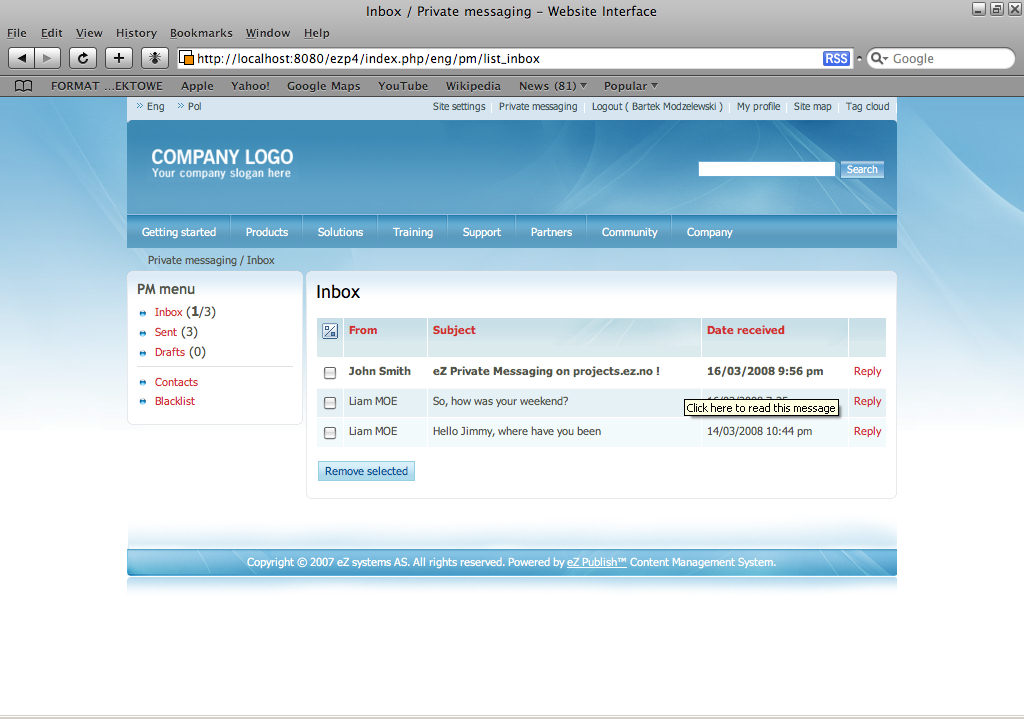 Inbox / Private messaging – Website Interface
File Edit View History Bookmarks Window Help
http://localhost:8080/ezp4/index.php/eng/pm/list_inbox RSS Google
FORMAT ...EKTOWE Apple Yahoo! Google Maps YouTube Wikipedia News (81) Popular
Eng Pol Site settings Private messaging Logout ( Bartek Modzelewski ) My profile Site map Tag cloud
COMPANY LOGO
Your company slogan here
Search
Getting started Products Solutions Training Support Partners Community Company
Private messaging / Inbox
PM menu
Inbox (1/3)
Sent (3)
Drafts (0)
Contacts
Blacklist
Inbox
From Subject Date received
John Smith eZ Private Messaging on projects.ez.no ! 16/03/2008 9:56 pm Reply
Liam MOE So, how was your weekend? Reply
Click here to read this message
Liam MOE Hello Jimmy, where have you been 14/03/2008 10:44 pm Reply
Remove selected
Copyright © 2007 eZ systems AS. All rights reserved. Powered by eZ Publish™ Content Management System.